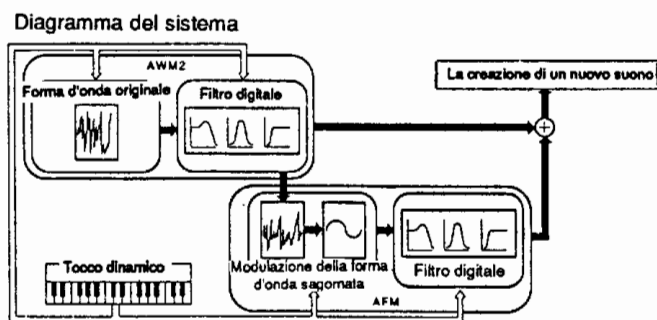 Diagramma del sistema
AWM2
Forma d'onda originale
Filtro digitale
La creazione di un nuovo suono
Tocco dinamico
Modulazione della forma
d'onda sagomata
Filtro digitale
AFM